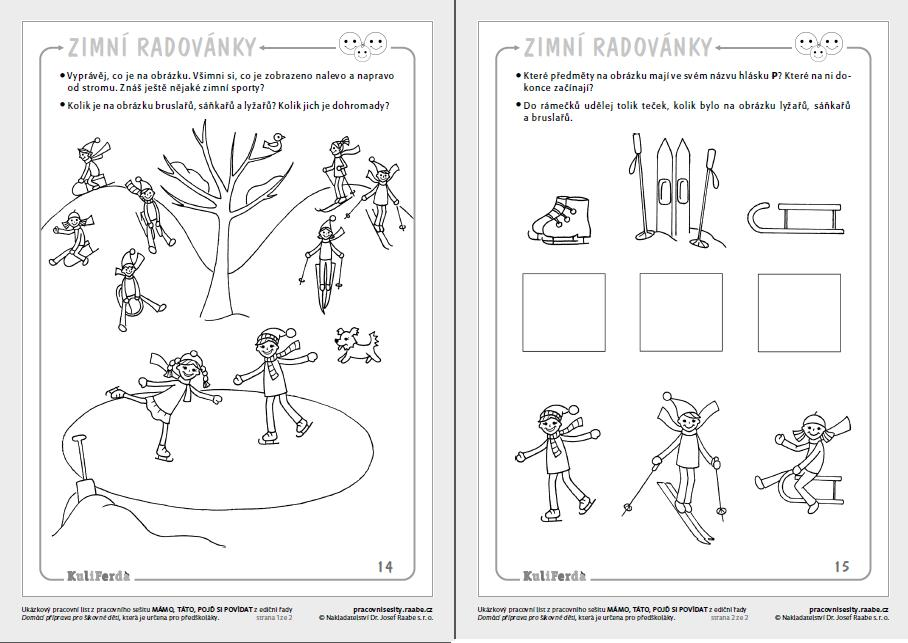 ZIMNÍ RADOVÁNKY
• Vyprávěj, co je na obrázku. Všimni si, co je zobrazeno nalevo a napravo
od stromu. Znáš ještě nějaké zimní sporty?
• Kolik je na obrázku bruslařů, sáňkařů a lyžařů? Kolik jich je dohromady?
14
KuliFerda
Ukázkový pracovní list z pracovního sešitu MÁMO, TÁTO, POJĎ SI POVÍDAT z ediční řady
Domácí příprava pro šikovné děti, která je určena pro předškoláky.
strana 1 ze 2
pracovnisesity.raabe.cz
© Nakladatelství Dr. Josef Raabe s. r. o.
ZIMNÍ RADOVÁNKY
• Které předměty na obrázku mají ve svém názvu hlásku P? Které na ni do-
konce začínají?
• Do rámečků udělej tolik teček, kolik bylo na obrázku lyžařů, sáňkařů
a bruslařů.
15
KuliFerda
Ukázkový pracovní list z pracovního sešitu MÁMO, TÁTO, POJĎ SI POVÍDAT z ediční řady
Domácí příprava pro šikovné děti, která je určena pro předškoláky.
strana 2 ze 2
pracovnisesity.raabe.cz
© Nakladatelství Dr. Josef Raabe s. r. o.